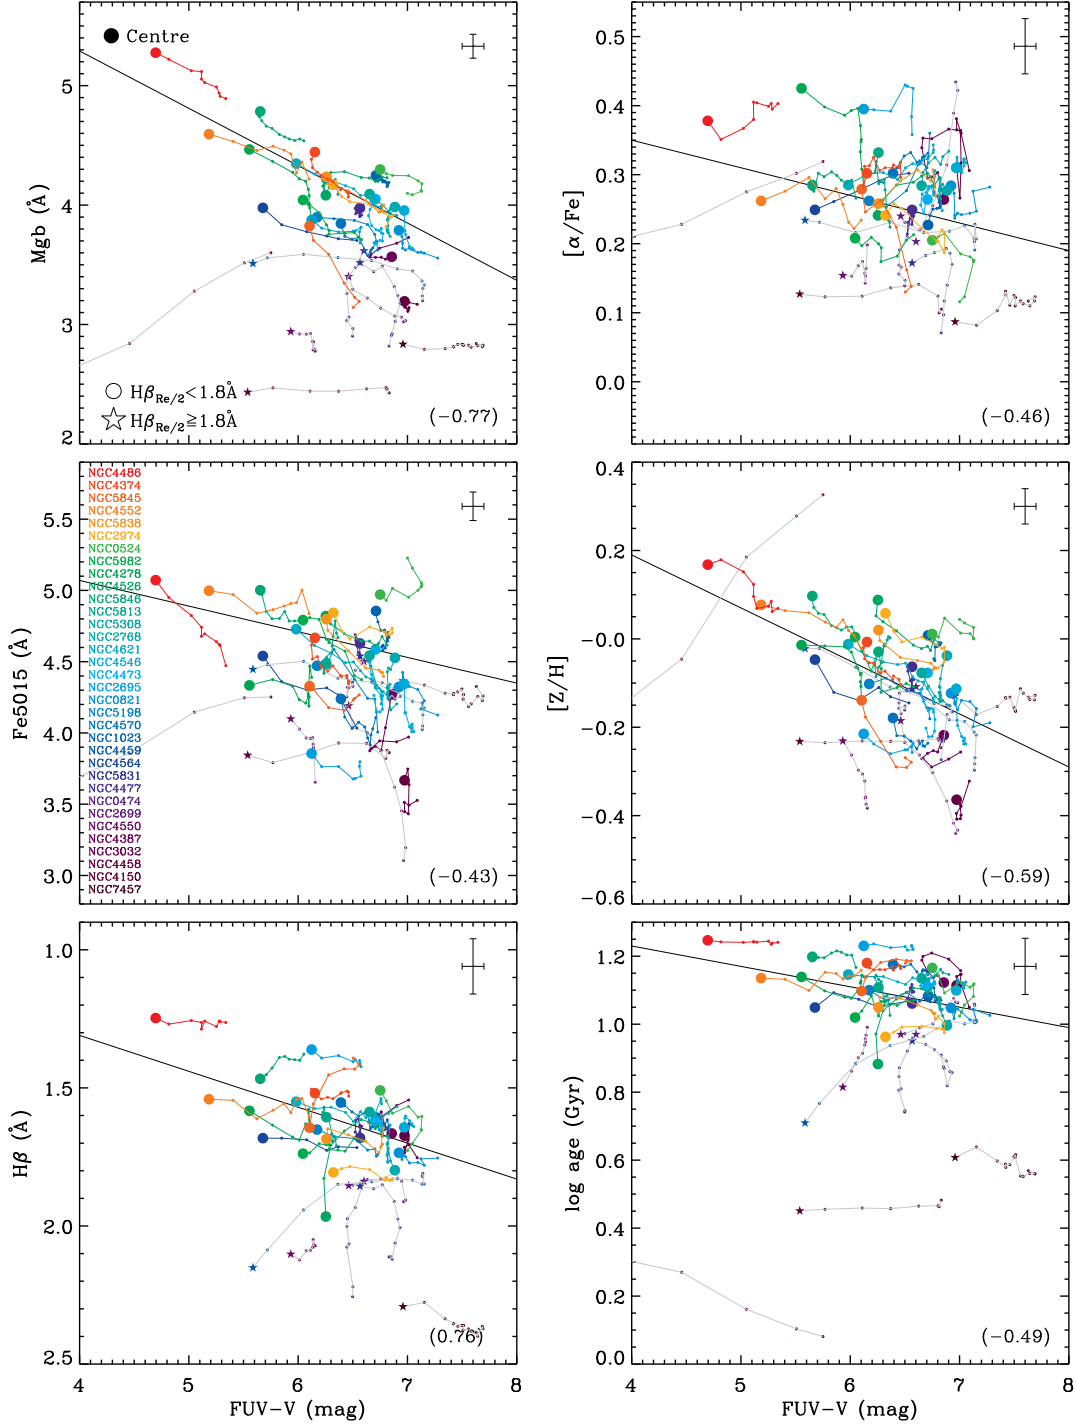 Centre
Mgb (Å)
5
4
3
2
Hβ_Re/2<1.8Å
Hβ_Re/2≧1.8Å
(−0.77)
[α/Fe]
0.5
0.4
0.3
0.2
0.1
0.0
(−0.46)
Fe5015 (Å)
5.5
5.0
4.5
4.0
3.5
3.0
NGC4486
NGC4374
NGC5845
NGC4552
NGC5838
NGC2974
NGC0524
NGC5982
NGC4278
NGC4526
NGC5846
NGC5813
NGC5308
NGC2768
NGC4621
NGC4546
NGC4473
NGC2695
NGC0821
NGC5198
NGC4570
NGC1023
NGC4459
NGC4564
NGC5831
NGC4477
NGC0474
NGC2699
NGC4550
NGC4387
NGC3032
NGC4458
NGC4150
NGC7457
(−0.43)
[Z/H]
0.4
0.2
−0.0
−0.2
−0.4
−0.6
(−0.59)
Hβ (Å)
1.0
1.5
2.0
2.5
(0.76)
4 5 6 7 8
FUV−V (mag)
log age (Gyr)
1.2
1.0
0.8
0.6
0.4
0.2
0.0
(−0.49)
4 5 6 7 8
FUV−V (mag)